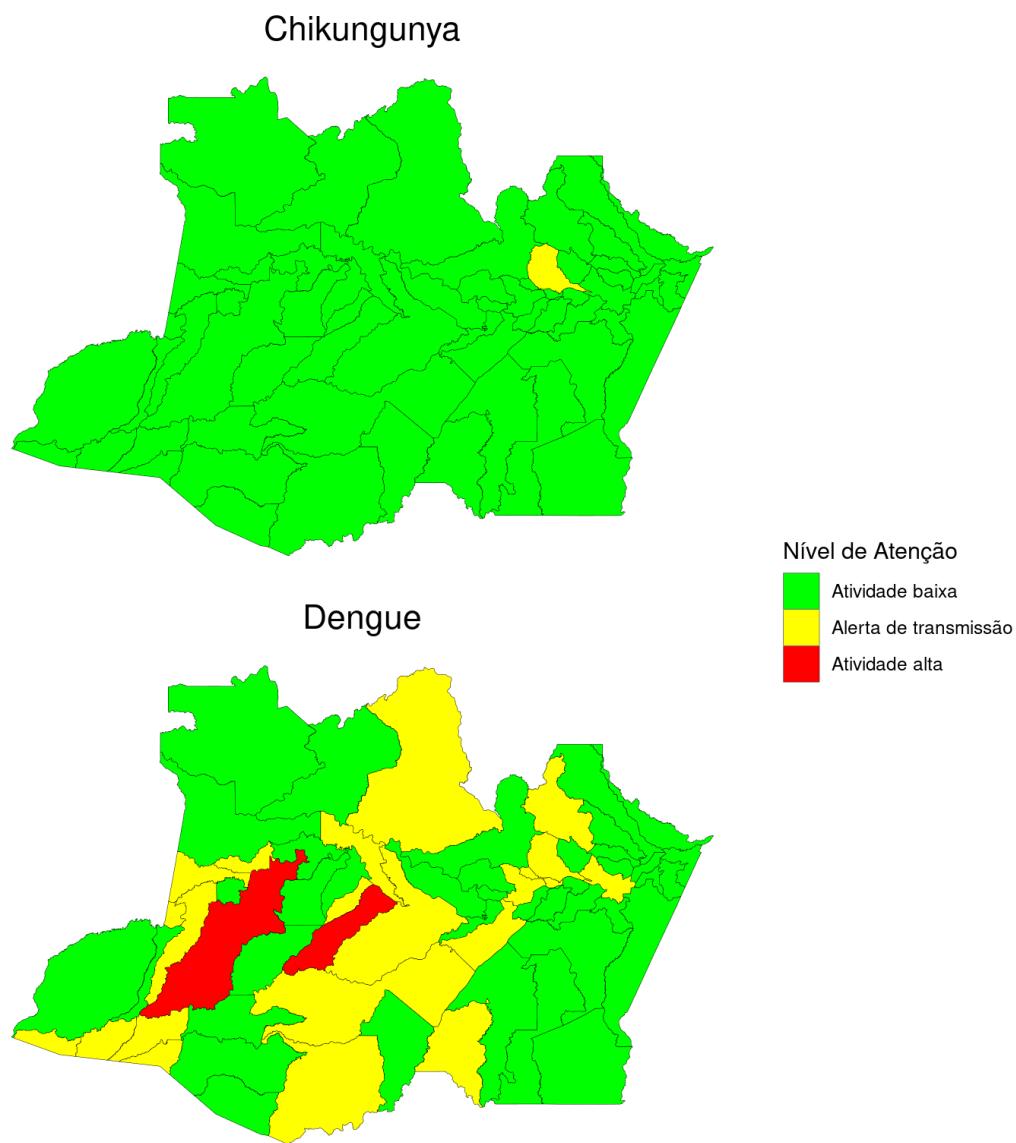 Chikungunya
Nível de Atenção
Atividade baixa
Alerta de transmissão
Atividade alta
Dengue